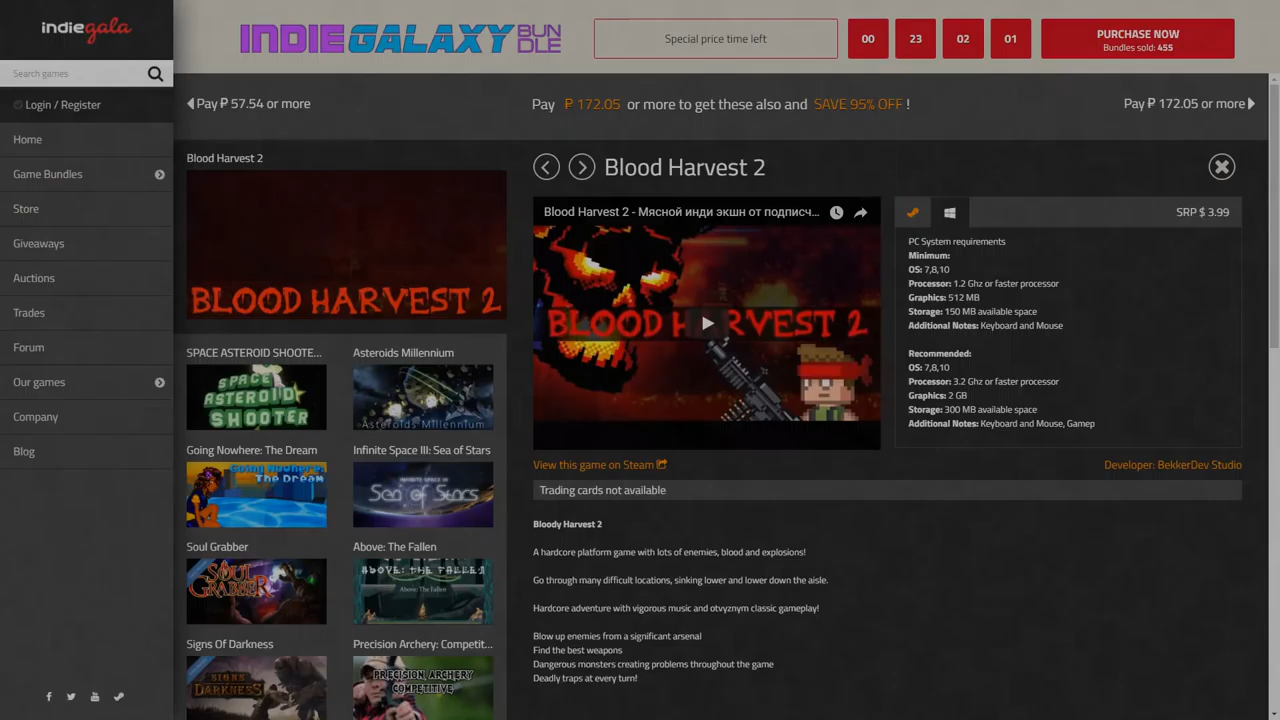 indiegala
INDIEGALAXY BUNDLE
Special price time left
00
23
02
01
PURCHASE NOW
Bundles sold: 455
Search games
Login / Register
Home
Game Bundles
Store
Giveaways
Auctions
Trades
Forum
Our games
Company
Blog
Pay ₽ 57.54 or more
Pay ₽ 172.05 or more to get these also and SAVE 95% OFF !
Pay ₽ 172.05 or more
Blood Harvest 2
BLOOD HARVEST 2
SPACE ASTEROID SHOOTE...
Asteroids Millennium
SPACE ASTEROID SHOOTER
Asteroids Millennium
Going Nowhere: The Dream
Infinite Space III: Sea of Stars
Going Nowhere: The Dream
INFINITE SPACE III
Sea of Stars
Soul Grabber
Above: The Fallen
SOUL GRABBER
ABOVE: THE FALLEN
Above: The Fallen
Signs Of Darkness
Precision Archery: Competit...
SIGNS OF DARKNESS
PRECISION ARCHERY COMPETITIVE
Blood Harvest 2
Blood Harvest 2 - Мясной инди экшн от подписч...
BLOOD HARVEST 2
SRP $ 3.99
PC System requirements
Minimum:
OS: 7,8,10
Processor: 1.2 Ghz or faster processor
Graphics: 512 MB
Storage: 150 MB available space
Additional Notes: Keyboard and Mouse
Recommended:
OS: 7,8,10
Processor: 3.2 Ghz or faster processor
Graphics: 2 GB
Storage: 300 MB available space
Additional Notes: Keyboard and Mouse, Gamep
View this game on Steam
Developer: BekkerDev Studio
Trading cards not available
Bloody Harvest 2
A hardcore platform game with lots of enemies, blood and explosions!
Go through many difficult locations, sinking lower and lower down the aisle.
Hardcore adventure with vigorous music and otvyznym classic gameplay!
Blow up enemies from a significant arsenal
Find the best weapons
Dangerous monsters creating problems throughout the game
Deadly traps at every turn!